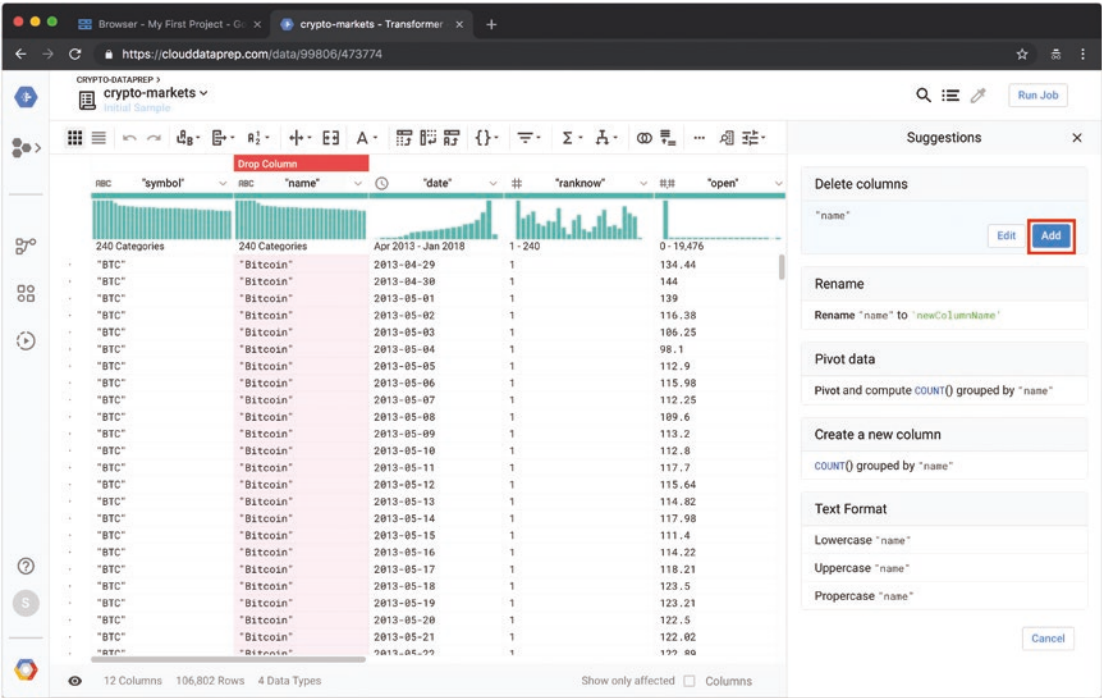 Browser - My First Project - Go
crypto-markets - Transformer
https://clouddataprep.com/data/99806/473774
CRYPTO-DATAPREP >
crypto-markets
Initial Sample
Run Job
Suggestions
Drop Column
RBC "symbol" RBC "name" "date" # "ranknow" #.# "open"
240 Categories 240 Categories Apr 2013 - Jan 2018 1 - 240 0 - 19,476
"BTC" "Bitcoin" 2013-04-29 1 134.44
"BTC" "Bitcoin" 2013-04-30 1 144
"BTC" "Bitcoin" 2013-05-01 1 139
"BTC" "Bitcoin" 2013-05-02 1 116.38
"BTC" "Bitcoin" 2013-05-03 1 106.25
"BTC" "Bitcoin" 2013-05-04 1 98.1
"BTC" "Bitcoin" 2013-05-05 1 112.9
"BTC" "Bitcoin" 2013-05-06 1 115.98
"BTC" "Bitcoin" 2013-05-07 1 112.25
"BTC" "Bitcoin" 2013-05-08 1 109.6
"BTC" "Bitcoin" 2013-05-09 1 113.2
"BTC" "Bitcoin" 2013-05-10 1 112.8
"BTC" "Bitcoin" 2013-05-11 1 117.7
"BTC" "Bitcoin" 2013-05-12 1 115.64
"BTC" "Bitcoin" 2013-05-13 1 114.82
"BTC" "Bitcoin" 2013-05-14 1 117.98
"BTC" "Bitcoin" 2013-05-15 1 111.4
"BTC" "Bitcoin" 2013-05-16 1 114.22
"BTC" "Bitcoin" 2013-05-17 1 118.21
"BTC" "Bitcoin" 2013-05-18 1 123.5
"BTC" "Bitcoin" 2013-05-19 1 123.21
"BTC" "Bitcoin" 2013-05-20 1 122.5
"BTC" "Bitcoin" 2013-05-21 1 122.02
"BTC" "Bitcoin" 2013-05-22 1 122.89
12 Columns 106,802 Rows 4 Data Types Show only affected Columns
Delete columns
"name"
Edit Add
Rename
Rename "name" to 'newColumnName'
Pivot data
Pivot and compute COUNT() grouped by "name"
Create a new column
COUNT() grouped by "name"
Text Format
Lowercase "name"
Uppercase "name"
Propercase "name"
Cancel
S